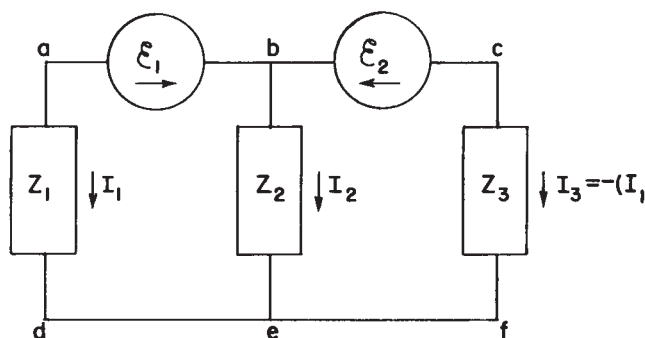 a
b
c
ℰ₁
ℰ₂
Z₁
I₁
Z₂
I₂
Z₃
I₃=-(I₁
d
e
f